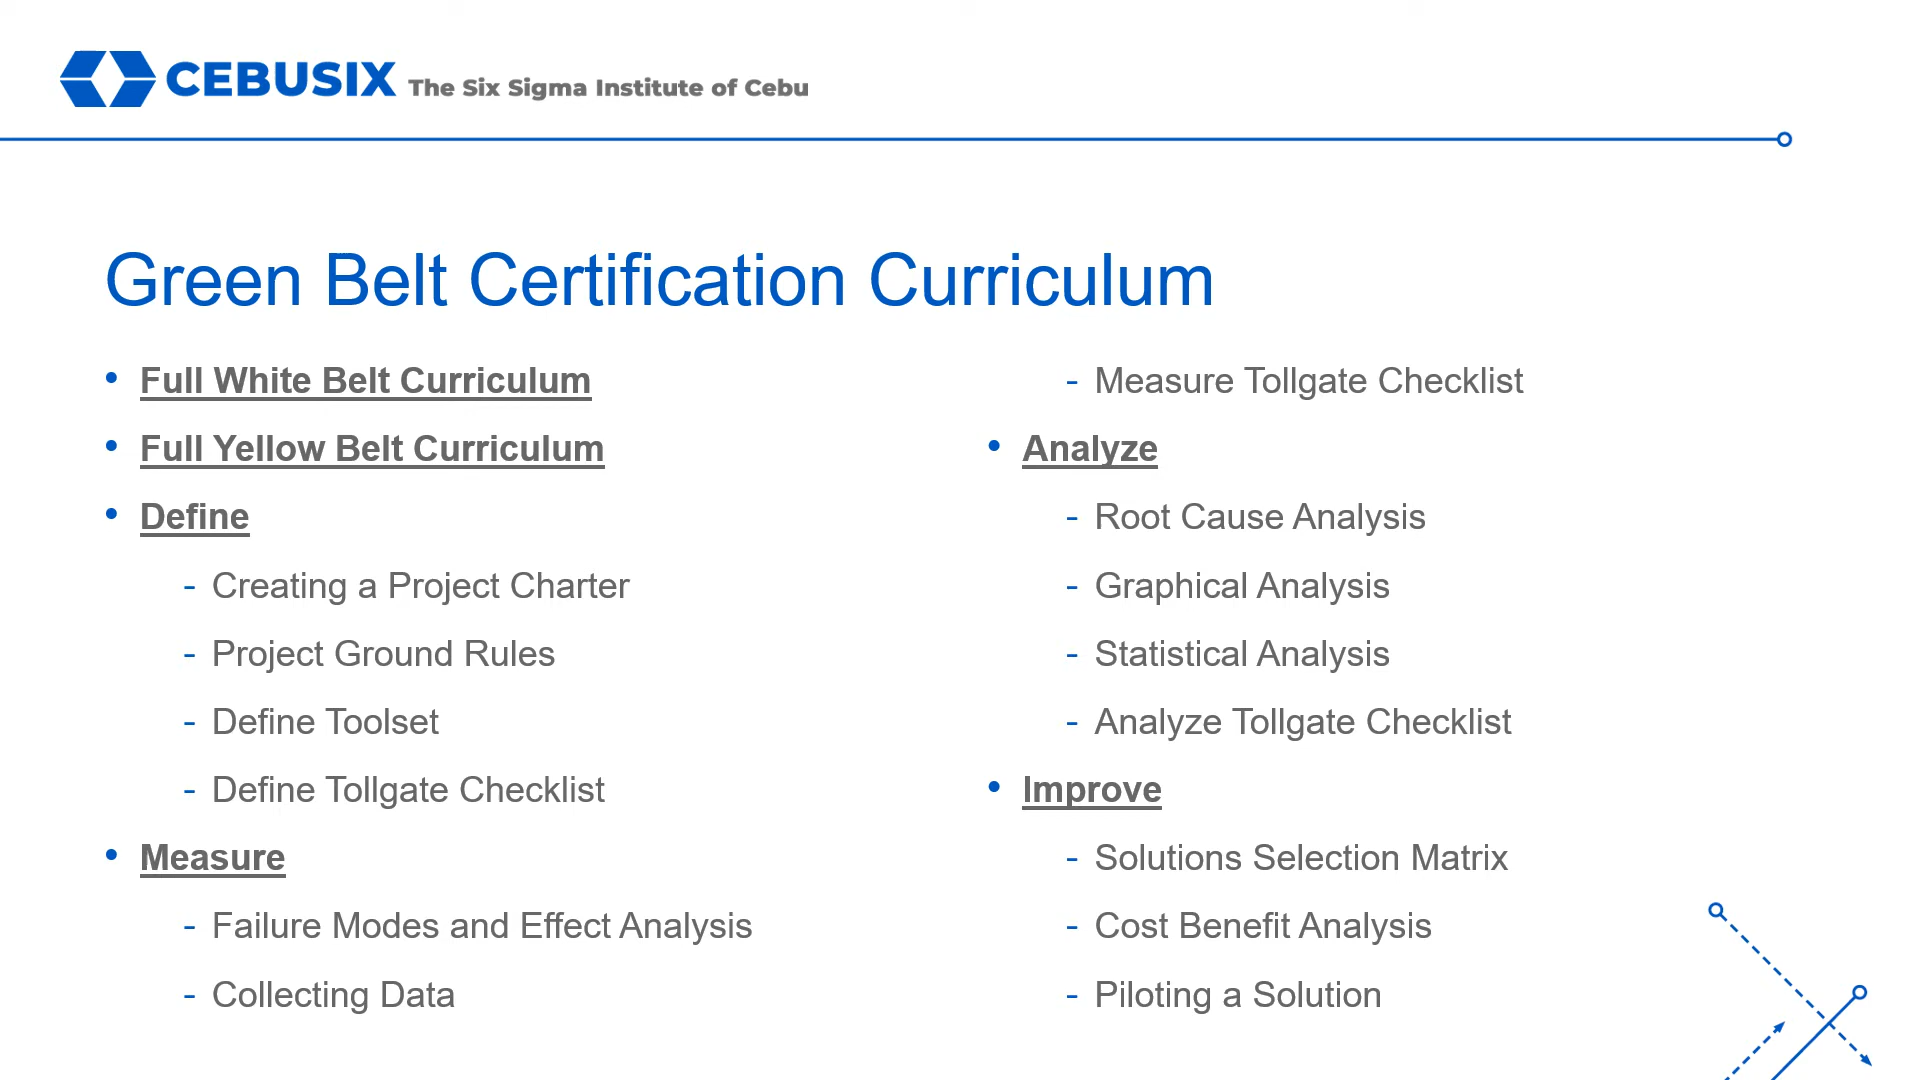 CEBUSIX The Six Sigma Institute of Cebu
Green Belt Certification Curriculum
• Full White Belt Curriculum
• Full Yellow Belt Curriculum
• Define
- Creating a Project Charter
- Project Ground Rules
- Define Toolset
- Define Tollgate Checklist
• Measure
- Failure Modes and Effect Analysis
- Collecting Data
- Measure Tollgate Checklist
• Analyze
- Root Cause Analysis
- Graphical Analysis
- Statistical Analysis
- Analyze Tollgate Checklist
• Improve
- Solutions Selection Matrix
- Cost Benefit Analysis
- Piloting a Solution